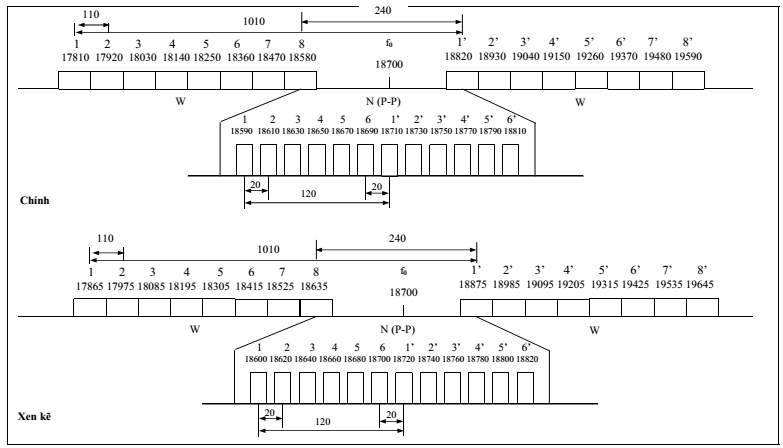 240
110
1010
1 2 3 4 5 6 7 8 f₀ 1’ 2’ 3’ 4’ 5’ 6’ 7’ 8’
17810 17920 18030 18140 18250 18360 18470 18580 18700 18820 18930 19040 19150 19260 19370 19480 19590
W N (P-P) W
1 2 3 4 5 6 1’ 2’ 3’ 4’ 5’ 6’
18590 18610 18630 18650 18670 18690 18710 18730 18750 18770 18790 18810
20 20
120
Chính
110 240
1010
1 2 3 4 5 6 7 8 f₀ 1’ 2’ 3’ 4’ 5’ 6’ 7’ 8’
17865 17975 18085 18195 18305 18415 18525 18635 18700 18875 18985 19095 19205 19315 19425 19535 19645
W N (P-P) W
1 2 3 4 5 6 1’ 2’ 3’ 4’ 5’ 6’
18600 18620 18640 18660 18680 18700 18720 18740 18760 18780 18800 18820
20 20
120
Xen kẽ